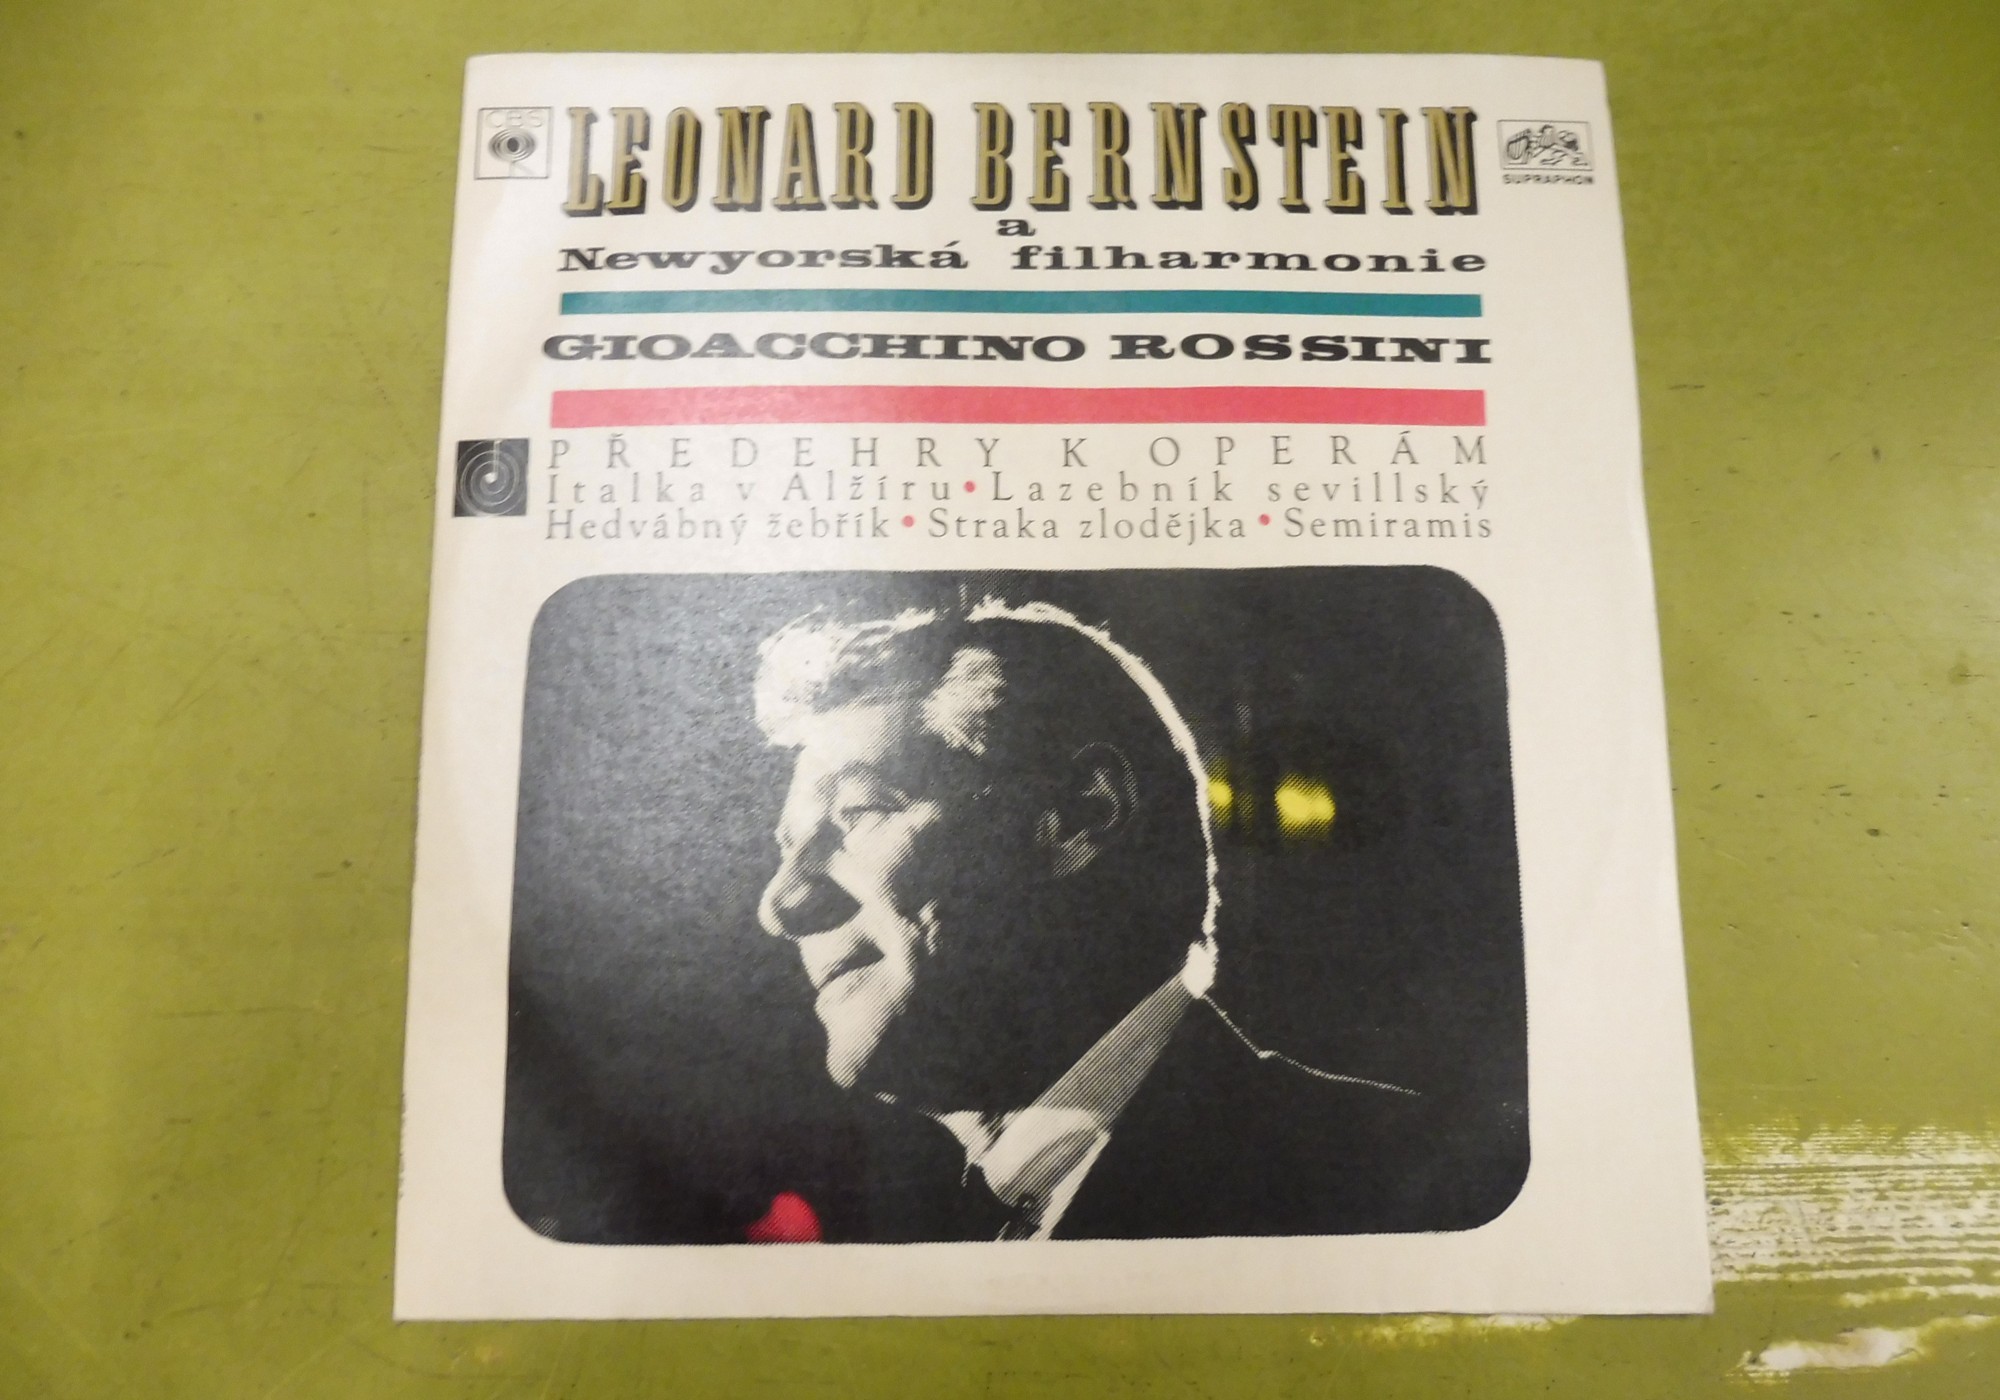 CBS
LEONARD BERNSTEIN
SUPRAPHON
a
Newyorská filharmonie
GIOACCHINO ROSSINI
PŘEDEHRY K OPERÁM
Italka v Alžíru • Lazebník sevillský
Hedvábný žebřík • Straka zlodějka • Semiramis